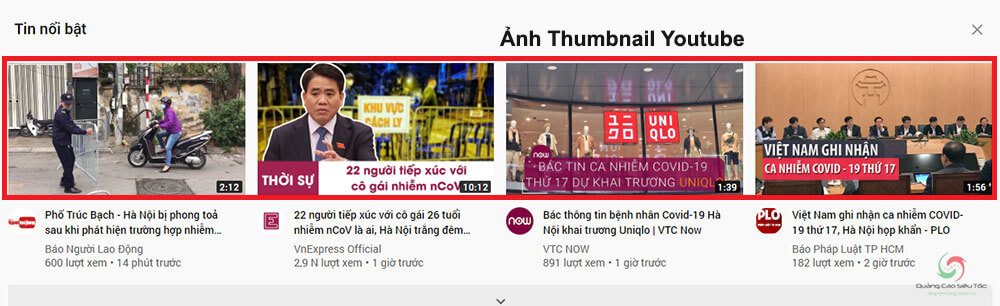 Tin nổi bật
Ảnh Thumbnail Youtube
2:12
KHU VỰC
CÁCH LY
THỜI SỰ
22 người tiếp xúc với
cô gái nhiễm nCoV
10:12
UNIQLO
now
BÁC TIN CA NHIỄM COVID-19
THỨ 17 DỰ KHAI TRƯƠNG UNIQL
1:39
VIỆT NAM GHI NHẬN
CA NHIỄM COVID - 19 THỨ 17
1:56
Phố Trúc Bạch - Hà Nội bị phong toả
sau khi phát hiện trường hợp nhiễm...
Báo Người Lao Động
600 lượt xem • 14 phút trước
E
22 người tiếp xúc với cô gái 26 tuổi
nhiễm nCoV là ai, Hà Nội trắng đêm...
VnExpress Official
2,9 N lượt xem • 1 giờ trước
now
Bác thông tin bệnh nhân Covid-19 Hà
Nội khai trương Uniqlo | VTC Now
VTC NOW
891 lượt xem • 1 giờ trước
PLO
Việt Nam ghi nhận ca nhiễm COVID-
19 thứ 17, Hà Nội họp khẩn - PLO
Báo Pháp Luật TP HCM
182 lượt xem • 2 giờ trước
Quảng Cáo Siêu Tốc